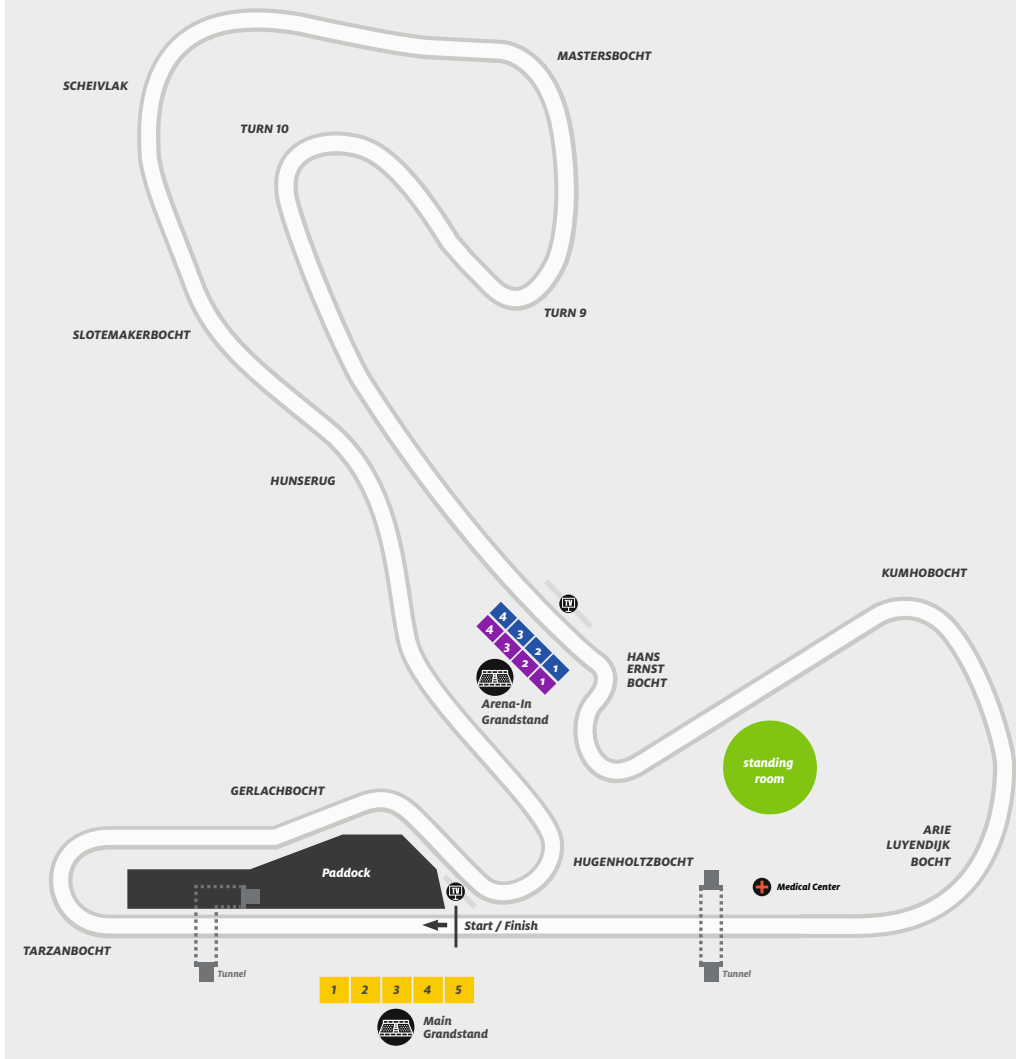 MASTERSBOCHT
SCHEIVLAK
TURN 10
TURN 9
SLOTEMAKERBOCHT
HUNSERUG
KUMHOBOCHT
TV
4
3
2
1
4
3
2
1
HANS
ERNST
BOCHT
Arena-In
Grandstand
standing
room
GERLACHBOCHT
ARIE
LUYENDIJK
BOCHT
HUGENHOLTZBOCHT
Paddock
TV
Medical Center
Start / Finish
TARZANBOCHT
Tunnel
Tunnel
1 2 3 4 5
Main
Grandstand